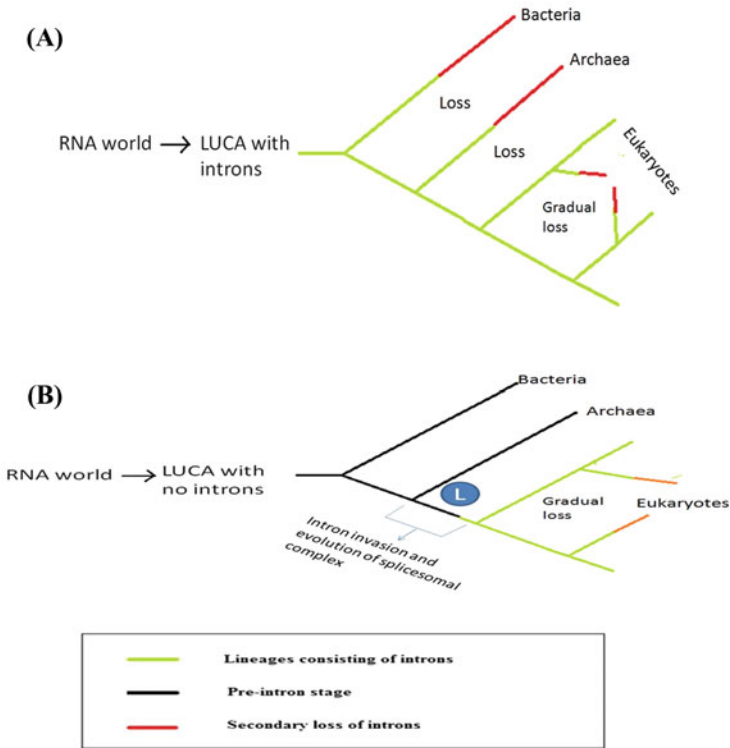 (A)
Bacteria
Archaea
Loss
RNA world → LUCA with
introns
Loss
Eukaryotes
Gradual
loss
(B)
Bacteria
Archaea
RNA world → LUCA with
no introns
L
Gradual
loss
Eukaryotes
Intron invasion and
evolution of splicesomal
complex
Lineages consisting of introns
Pre-intron stage
Secondary loss of introns